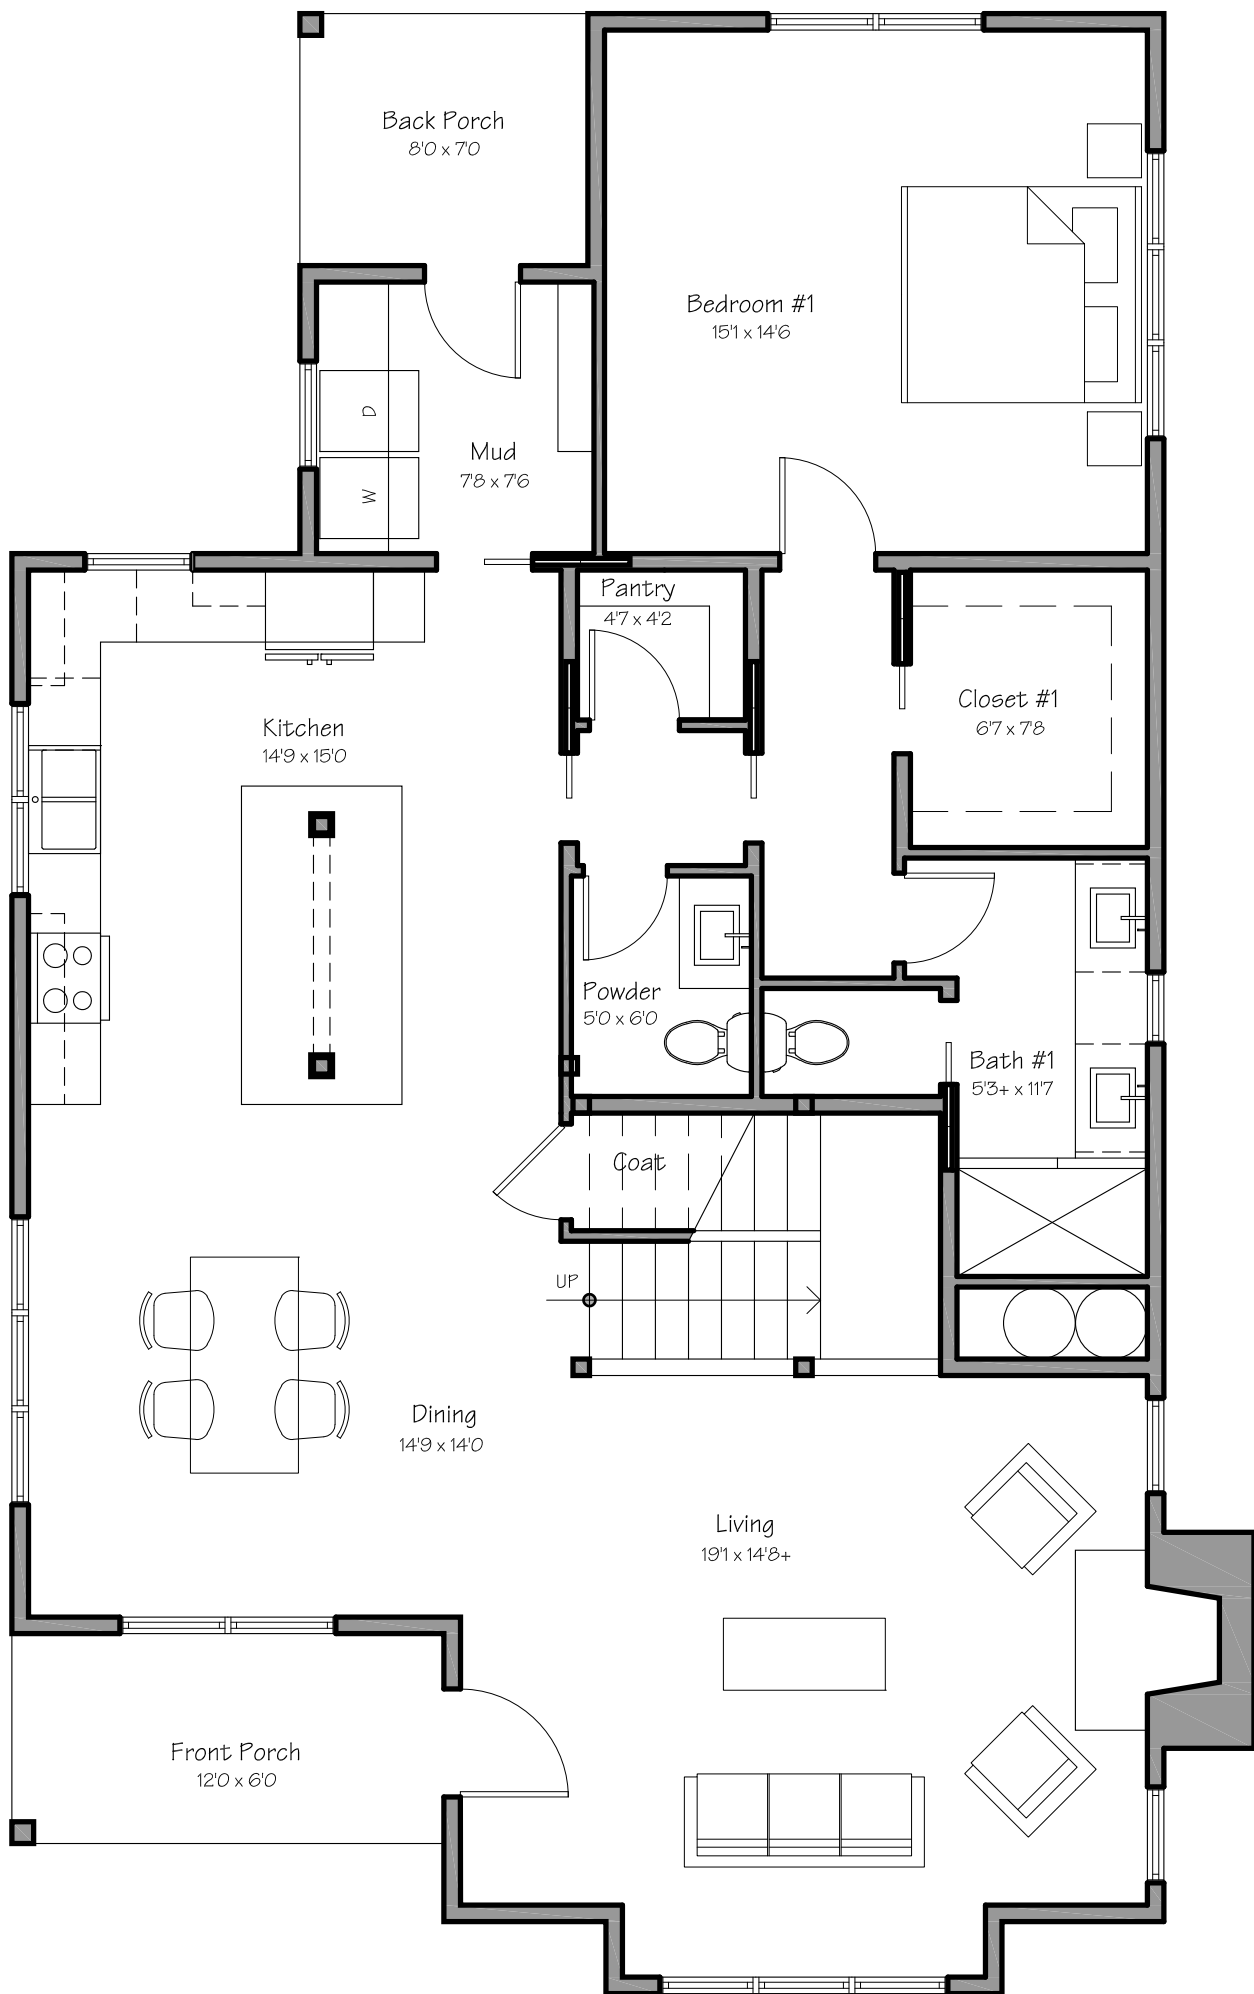 Back Porch
8'0 x 7'0
Bedroom #1
15'1 x 14'6
D
Mud
7'8 x 7'6
W
Pantry
4'7 x 4'2
Kitchen
14'9 x 15'0
Closet #1
6'7 x 7'8
Powder
5'0 x 6'0
Bath #1
5'3+ x 11'7
Coat
UP
Dining
14'9 x 14'0
Living
19'1 x 14'8+
Front Porch
12'0 x 6'0